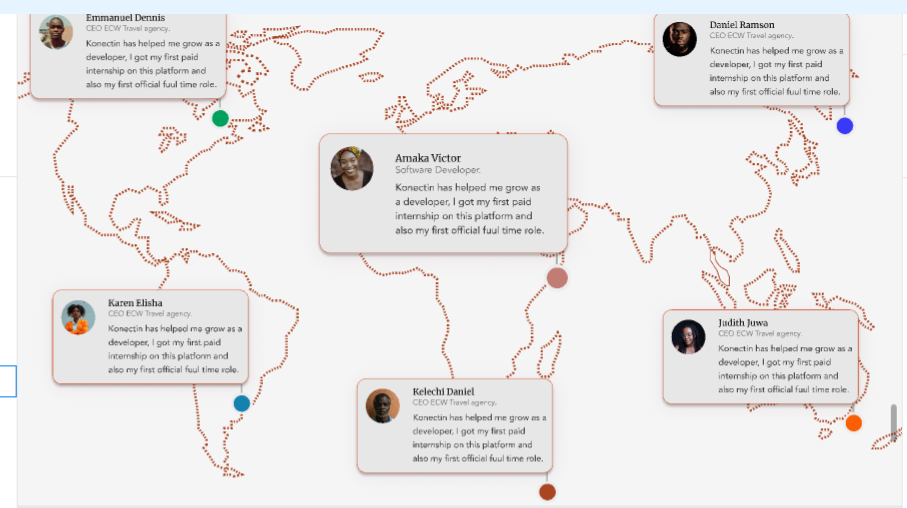 Emmanuel Dennis
CEO ECW Travel agency.
Konectin has helped me grow as a
developer, I got my first paid
internship on this platform and
also my first official fuul time role.
Daniel Ramson
CEO ECW Travel agency.
Konectin has helped me grow as a
developer, I got my first paid
internship on this platform and
also my first official fuul time role.
Amaka Victor
Software Developer.
Konectin has helped me grow as
a developer, I got my first paid
internship on this platform and
also my first official fuul time role.
Karen Elisha
CEO ECW Travel agency.
Konectin has helped me grow as a
developer, I got my first paid
internship on this platform and
also my first official fuul time role.
Judith Juwa
CEO ECW Travel agency.
Konectin has helped me grow as a
developer, I got my first paid
internship on this platform and
also my first official fuul time role.
Kelechi Daniel
CEO ECW Travel agency.
Konectin has helped me grow as a
developer, I got my first paid
internship on this platform and
also my first official fuul time role.